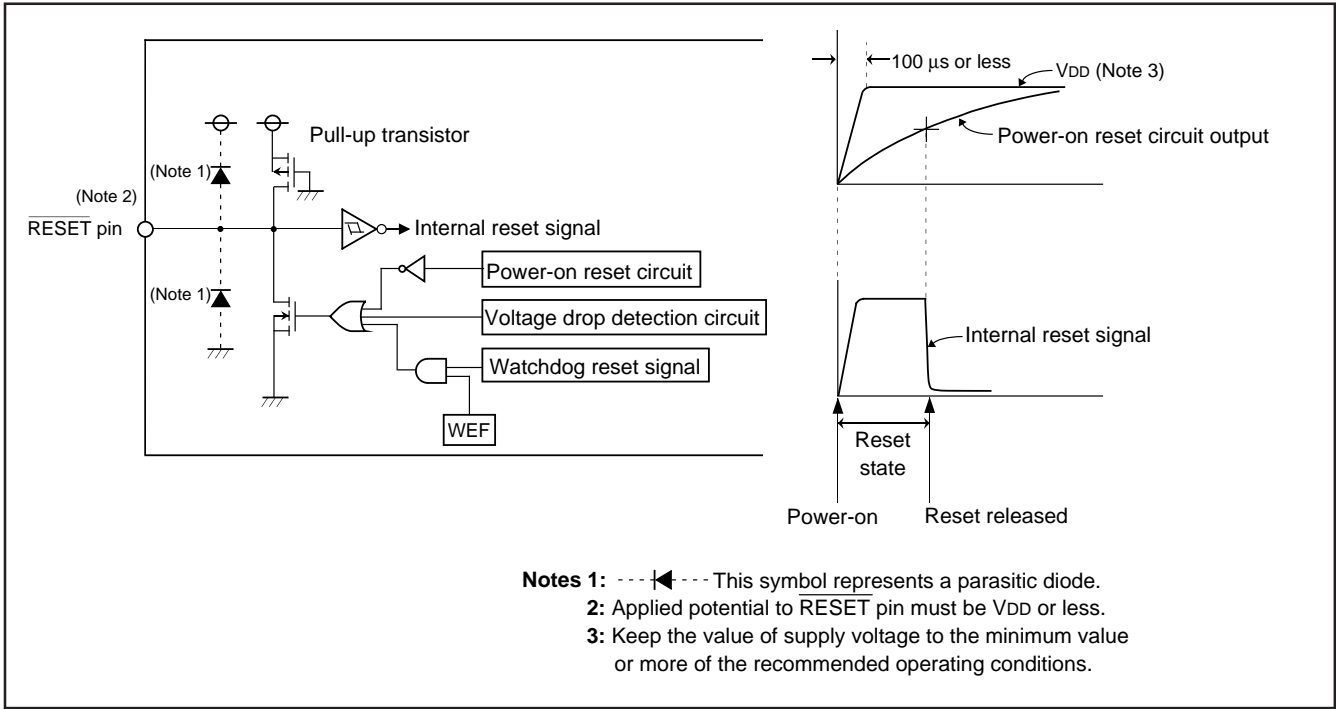 Pull-up transistor
(Note 1)
(Note 2)
RESET pin
Internal reset signal
Power-on reset circuit
(Note 1)
Voltage drop detection circuit
Watchdog reset signal
WEF
100 μs or less
VDD (Note 3)
Power-on reset circuit output
Internal reset signal
Reset
state
Power-on
Reset released
Notes 1: This symbol represents a parasitic diode.
2: Applied potential to RESET pin must be VDD or less.
3: Keep the value of supply voltage to the minimum value
or more of the recommended operating conditions.